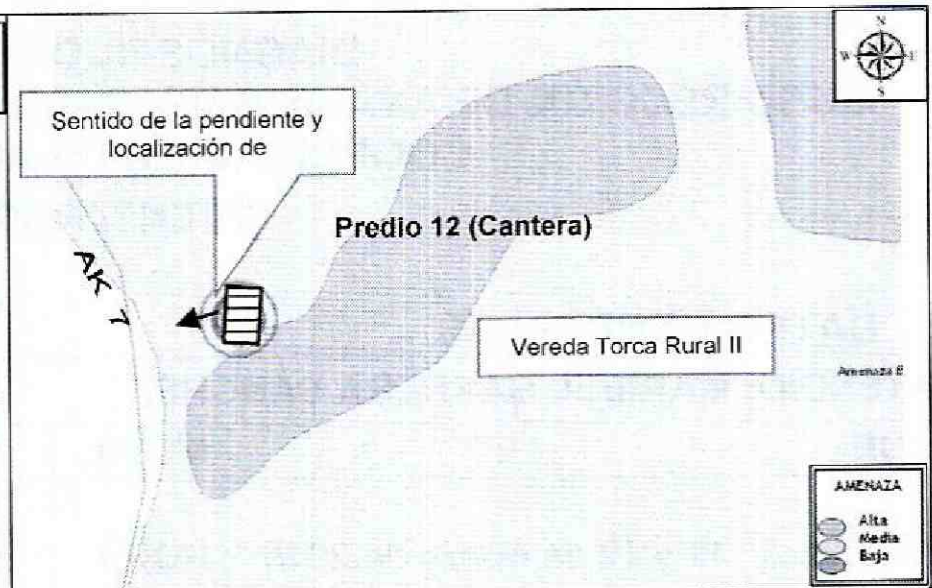 N
W E
S
Sentido de la pendiente y
localización de
Predio 12 (Cantera)
AK 7
Vereda Torca Rural II
Amenaza B
AMENAZA
Alta
Media
Baja